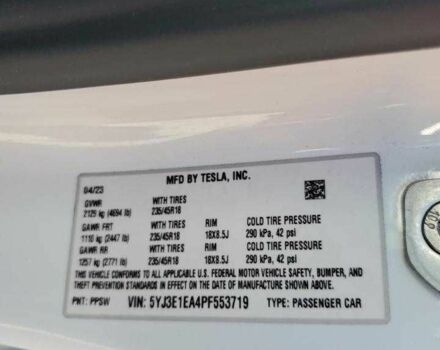 MFD BY TESLA, INC.
04/23
GVWR WITH TIRES
2129 kg (4694 lb) 235/45R18
GAWR FRT WITH TIRES RIM COLD TIRE PRESSURE
1110 kg (2447 lb) 235/45R18 18X8.5J 290 kPa, 42 psi
GAWR RR WITH TIRES RIM COLD TIRE PRESSURE
1257 kg (2771 lb) 235/45R18 18X8.5J 290 kPa, 42 psi
THIS VEHICLE CONFORMS TO ALL APPLICABLE U.S. FEDERAL MOTOR VEHICLE SAFETY, BUMPER, AND
THEFT PREVENTION STANDARDS IN EFFECT ON THE DATE OF MANUFACTURE SHOWN ABOVE.
PNT: PPSW VIN: 5YJ3E1EA4PF553719 TYPE: PASSENGER CAR